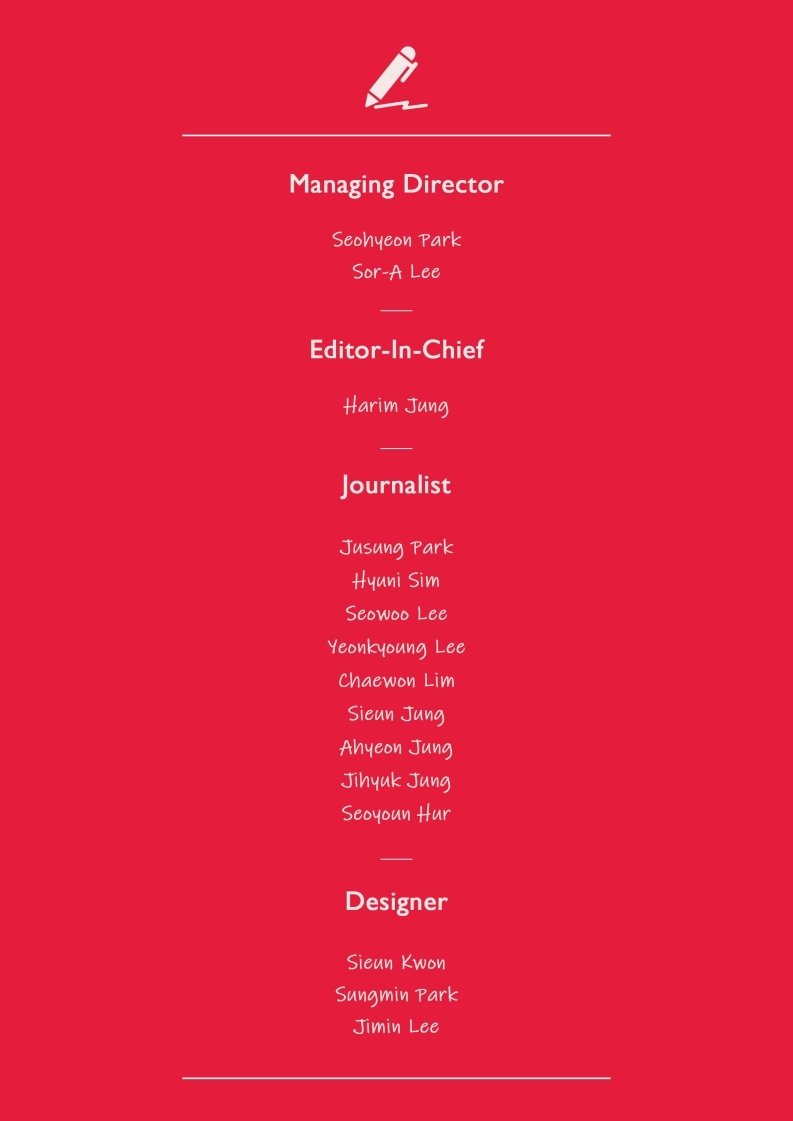 Managing Director
Seohyeon Park
Sor-A Lee
Editor-In-Chief
Harim Jung
Journalist
Jusung Park
Hyuni Sim
Seowoo Lee
Yeonkyoung Lee
Chaewon Lim
Sieun Jung
Ahyeon Jung
Jihyuk Jung
Seoyoun Hur
Designer
Sieun Kwon
Sungmin Park
Jimin Lee